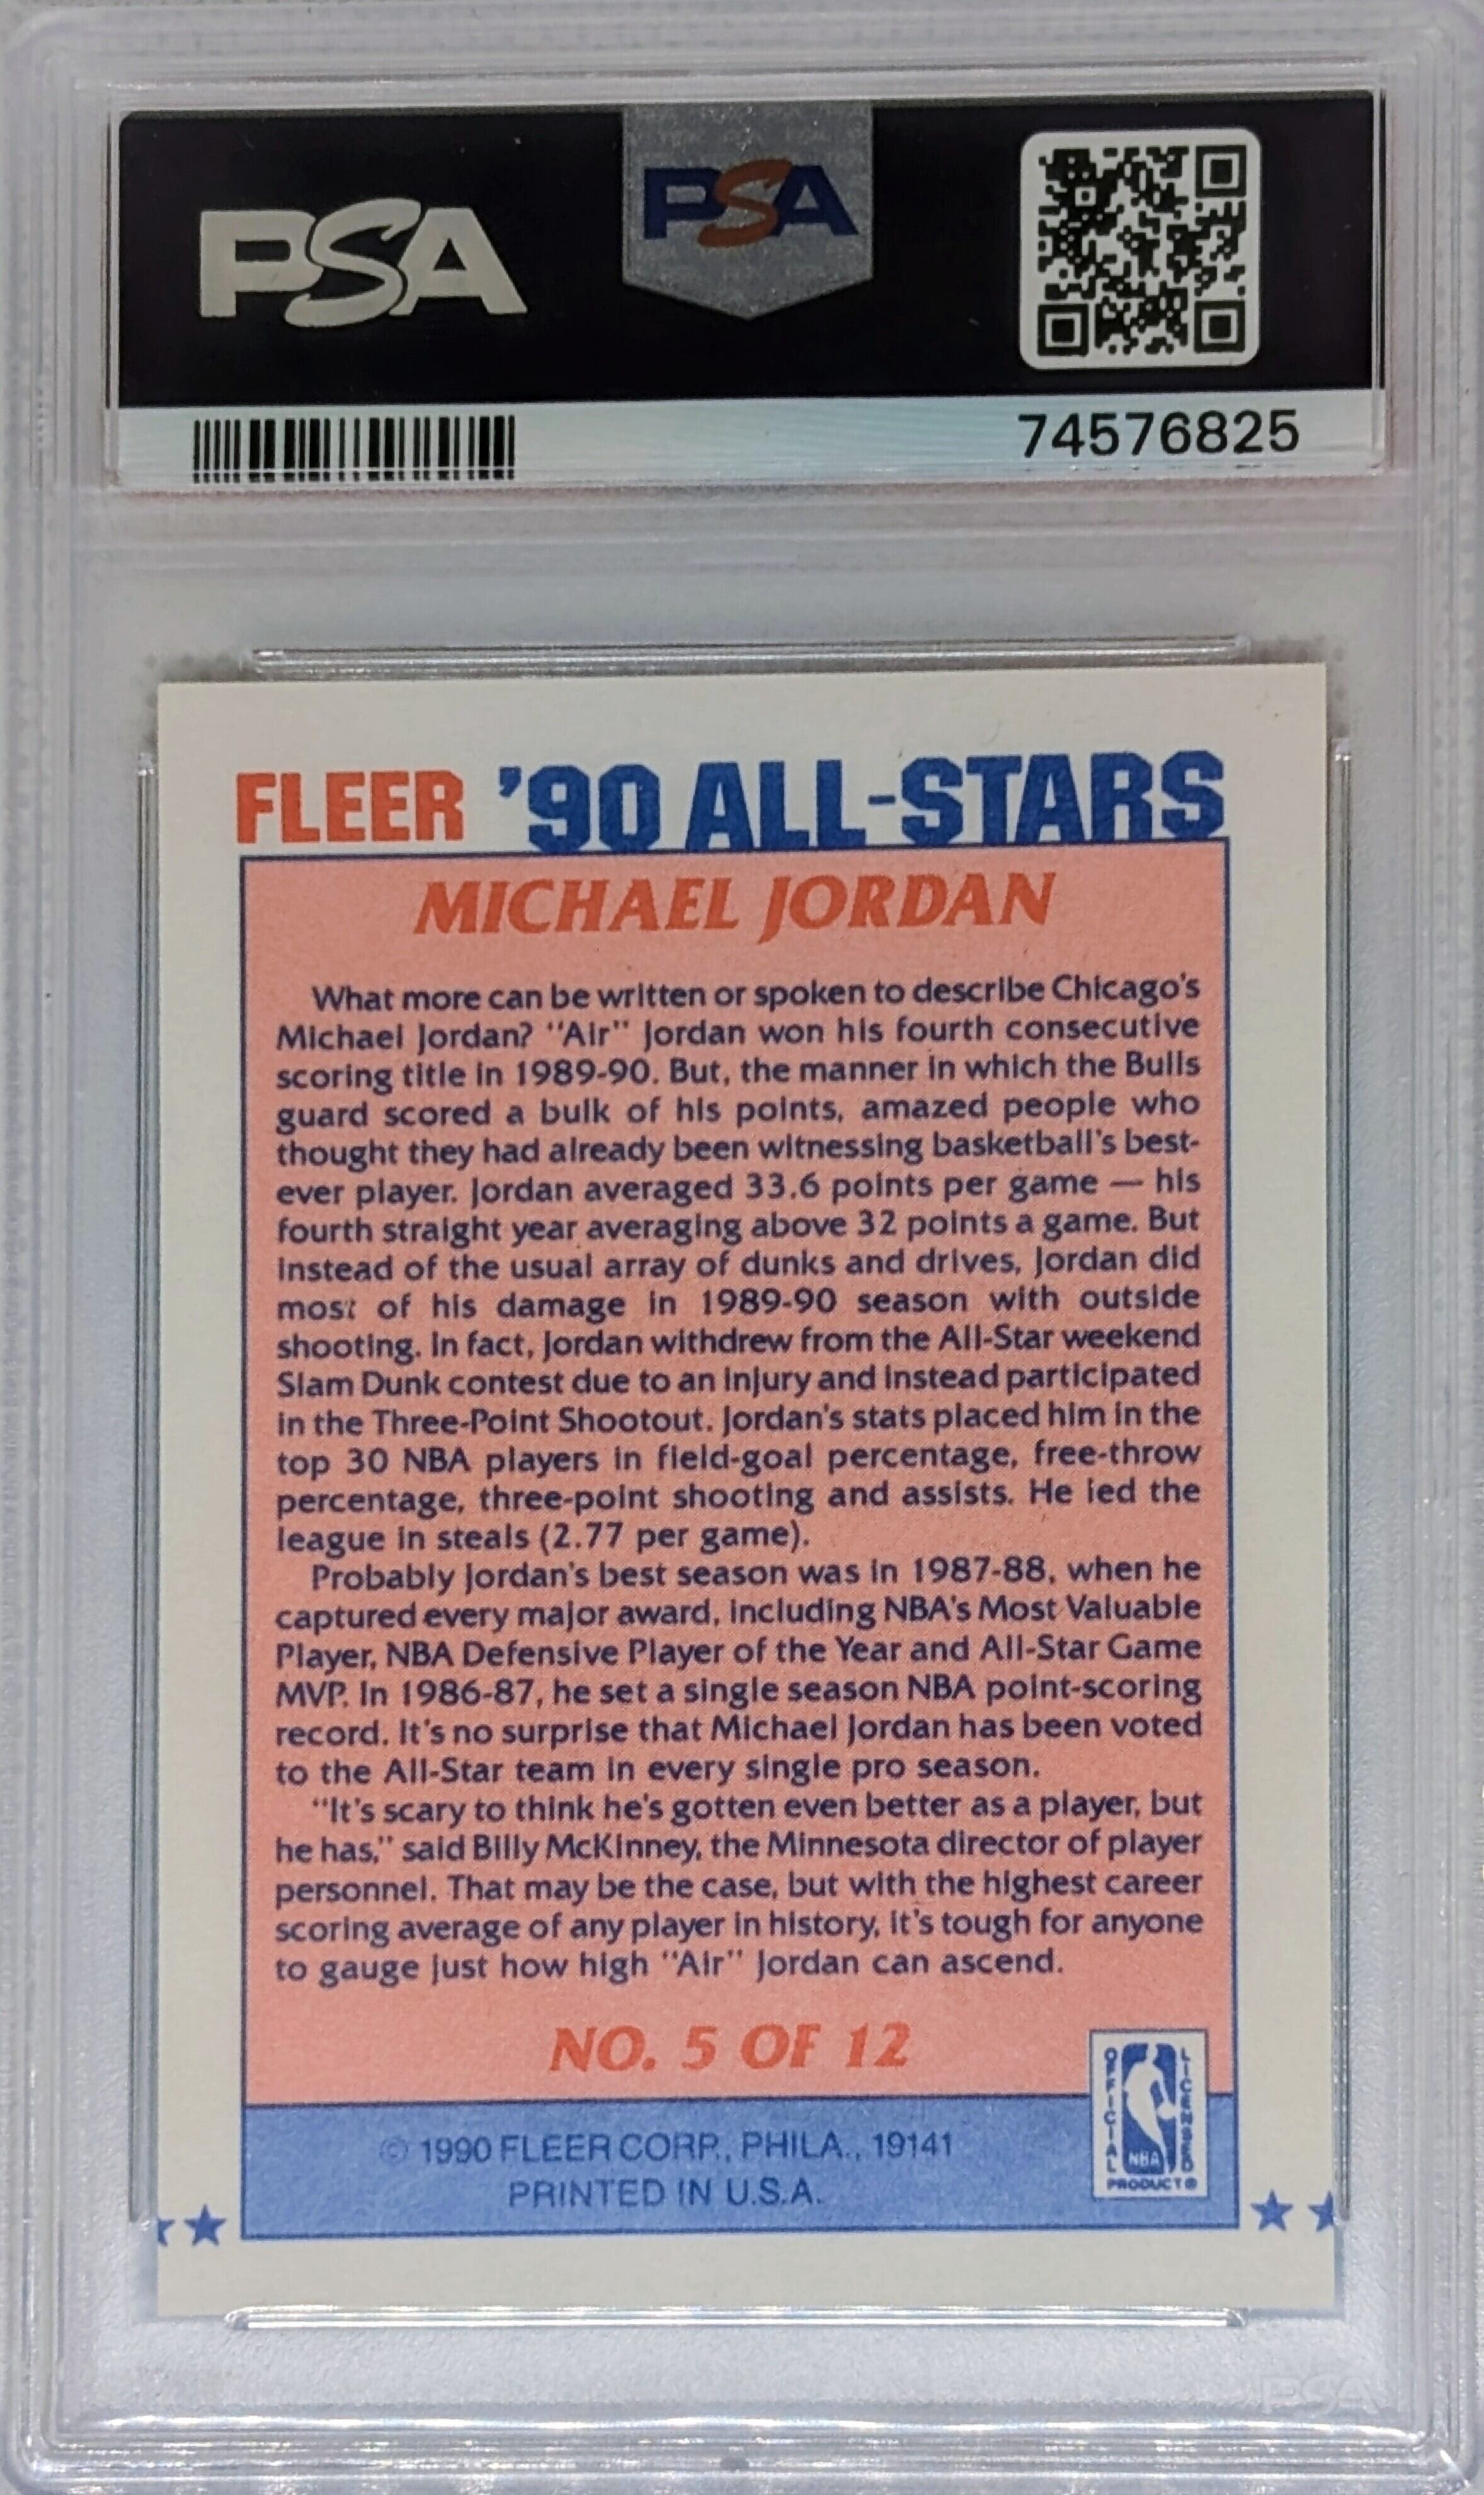 PSA
PSA
74576825
FLEER '90 ALL-STARS
MICHAEL JORDAN
What more can be written or spoken to describe Chicago's
Michael Jordan? "Air" Jordan won his fourth consecutive
scoring title in 1989-90. But, the manner in which the Bulls
guard scored a bulk of his points, amazed people who
thought they had already been witnessing basketball's best-
ever player. Jordan averaged 33.6 points per game — his
fourth straight year averaging above 32 points a game. But
instead of the usual array of dunks and drives, Jordan did
most of his damage in 1989-90 season with outside
shooting. In fact, Jordan withdrew from the All-Star weekend
Slam Dunk contest due to an injury and instead participated
in the Three-Point Shootout. Jordan's stats placed him in the
top 30 NBA players in field-goal percentage, free-throw
percentage, three-point shooting and assists. He led the
league in steals (2.77 per game).
Probably Jordan's best season was in 1987-88, when he
captured every major award, including NBA's Most Valuable
Player, NBA Defensive Player of the Year and All-Star Game
MVP. In 1986-87, he set a single season NBA point-scoring
record. It's no surprise that Michael Jordan has been voted
to the All-Star team in every single pro season.
"It's scary to think he's gotten even better as a player, but
he has," said Billy McKinney, the Minnesota director of player
personnel. That may be the case, but with the highest career
scoring average of any player in history, it's tough for anyone
to gauge just how high "Air" Jordan can ascend.
NO. 5 OF 12
OFFICIAL
LICENSED
NBA
PRODUCT®
© 1990 FLEER CORP., PHILA., 19141
PRINTED IN U.S.A.
PSA